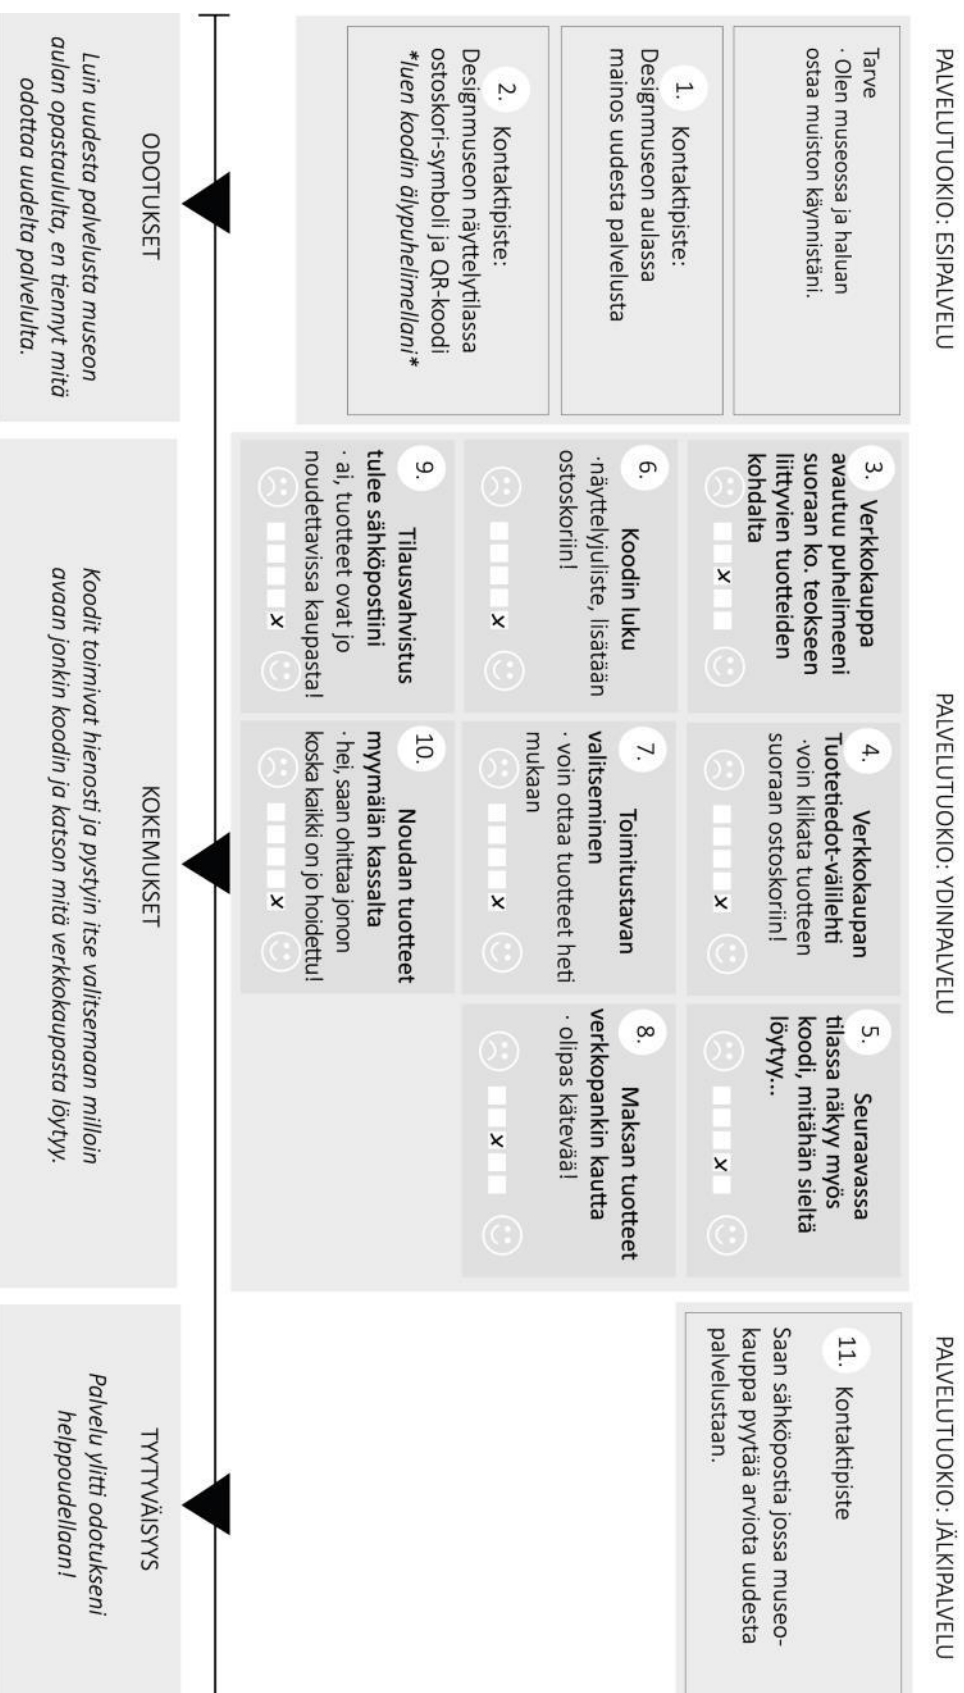 PALVELUTUOKIO: ESIPALVELU
Tarve
· Olen museossa ja haluan
ostaa muiston käynnistäni.
1. Kontaktipiste:
Designmuseon aulassa
mainos uudesta palvelusta
2. Kontaktipiste:
Designmuseon näyttelytilassa
ostoskori-symboli ja QR-koodi
*luen koodin älypuhelimellani*
PALVELUTUOKIO: YDINPALVELU
3. Verkkokauppa
avautuu puhelimeeni
suoraan ko. teokseen
liittyvien tuotteiden
kohdalta
x
4. Verkkokaupan
Tuotetiedot-välilehti
·voin klikata tuotteen
suoraan ostoskoriin!
x
5. Seuraavassa
tilassa näkyy myös
koodi, mitähän sieltä
löytyy...
x
6. Koodin luku
·näyttelyjuliste, lisätään
ostoskoriin!
x
7. Toimitustavan
valitseminen
· voin ottaa tuotteet heti
mukaan
x
8. Maksan tuotteet
verkkopankin kautta
· olipas kätevää!
x
9. Tilausvahvistus
tulee sähköpostiini
· ai, tuotteet ovat jo
noudettavissa kaupasta!
x
10. Noudan tuotteet
myymälän kassalta
· hei, saan ohittaa jonon
koska kaikki on jo hoidettu!
x
PALVELUTUOKIO: JÄLKIPALVELU
11. Kontaktipiste
Saan sähköpostia jossa museo-
kauppa pyytää arviota uudesta
palvelustaan.
ODOTUKSET
Luin uudesta palvelusta museon
aulan opastaululta, en tiennyt mitä
odottaa uudelta palvelulta.
KOKEMUKSET
Koodit toimivat hienosti ja pystyin itse valitsemaan milloin
avaan jonkin koodin ja katson mitä verkkokaupasta löytyy.
TYYTYVÄISYYS
Palvelu ylitti odotukseni
helppoudellaan!